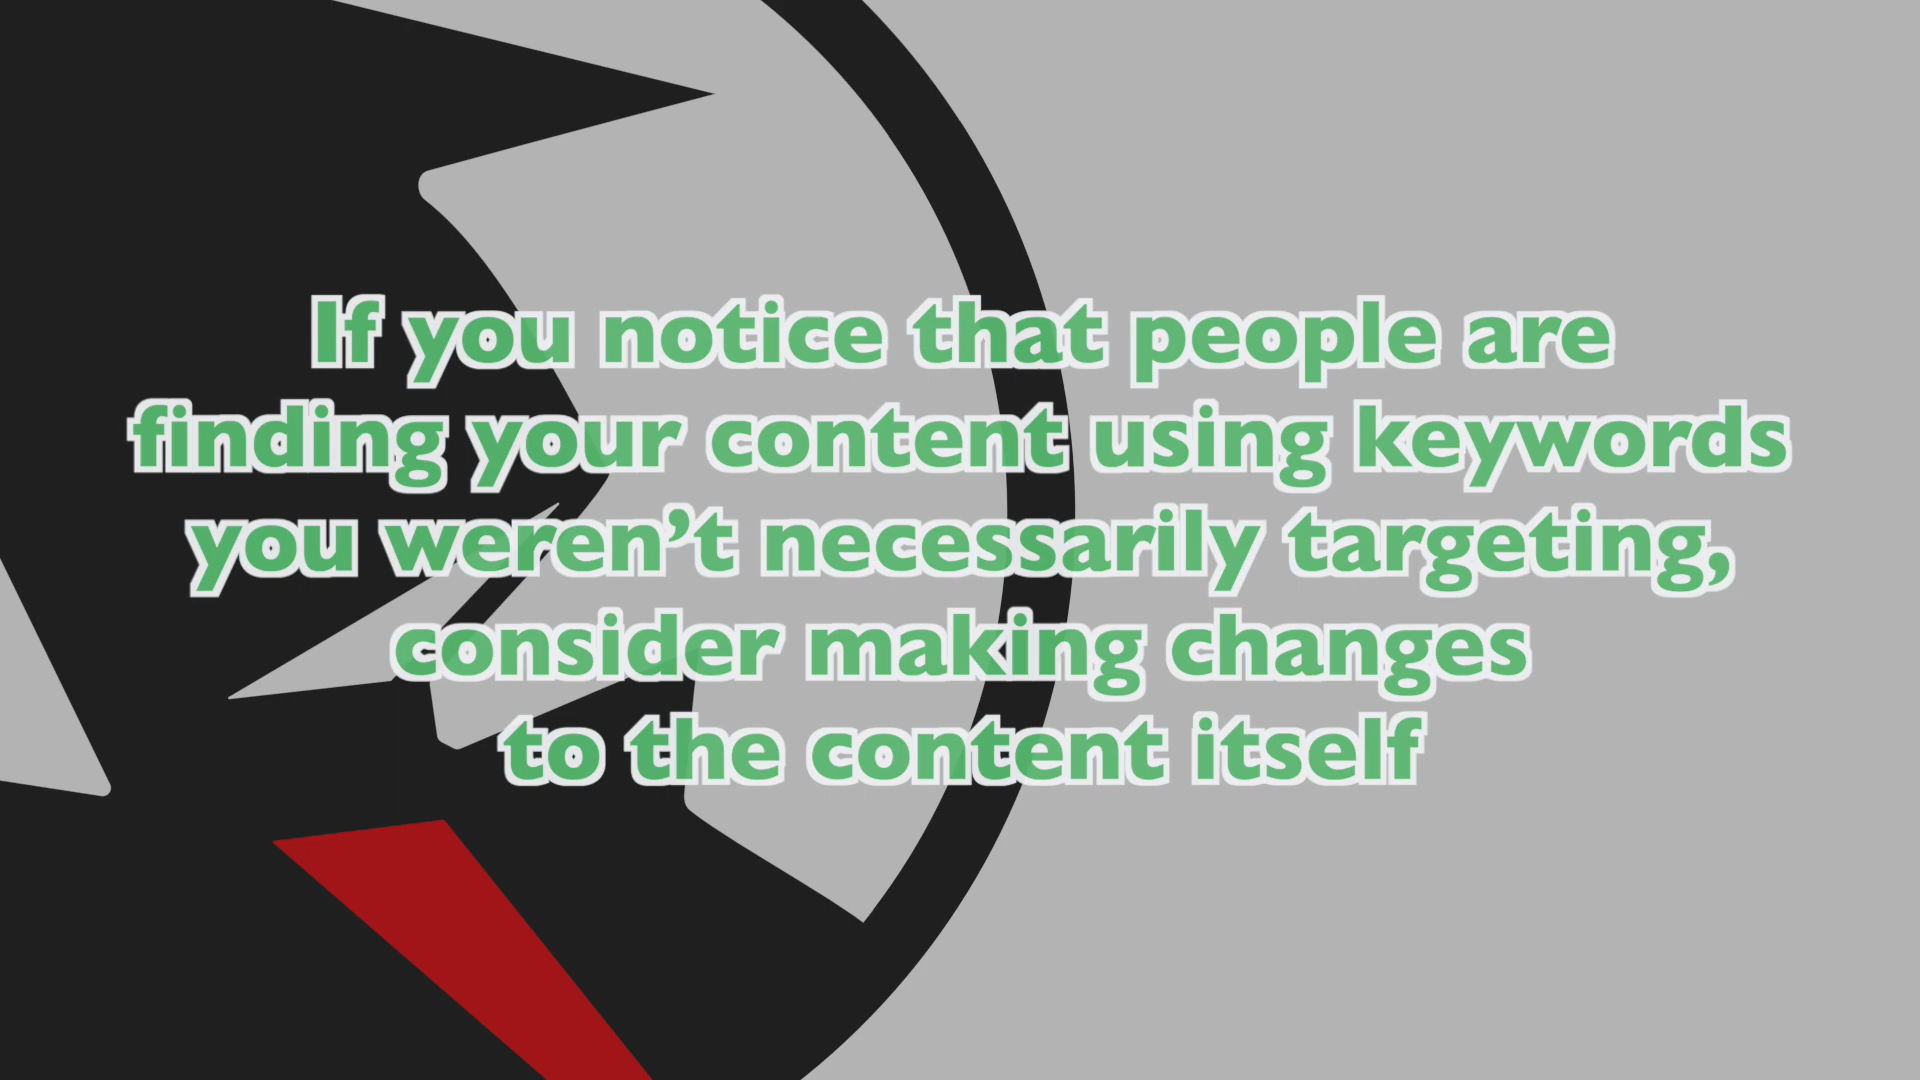 If you notice that people are
finding your content using keywords
you weren’t necessarily targeting,
consider making changes
to the content itself